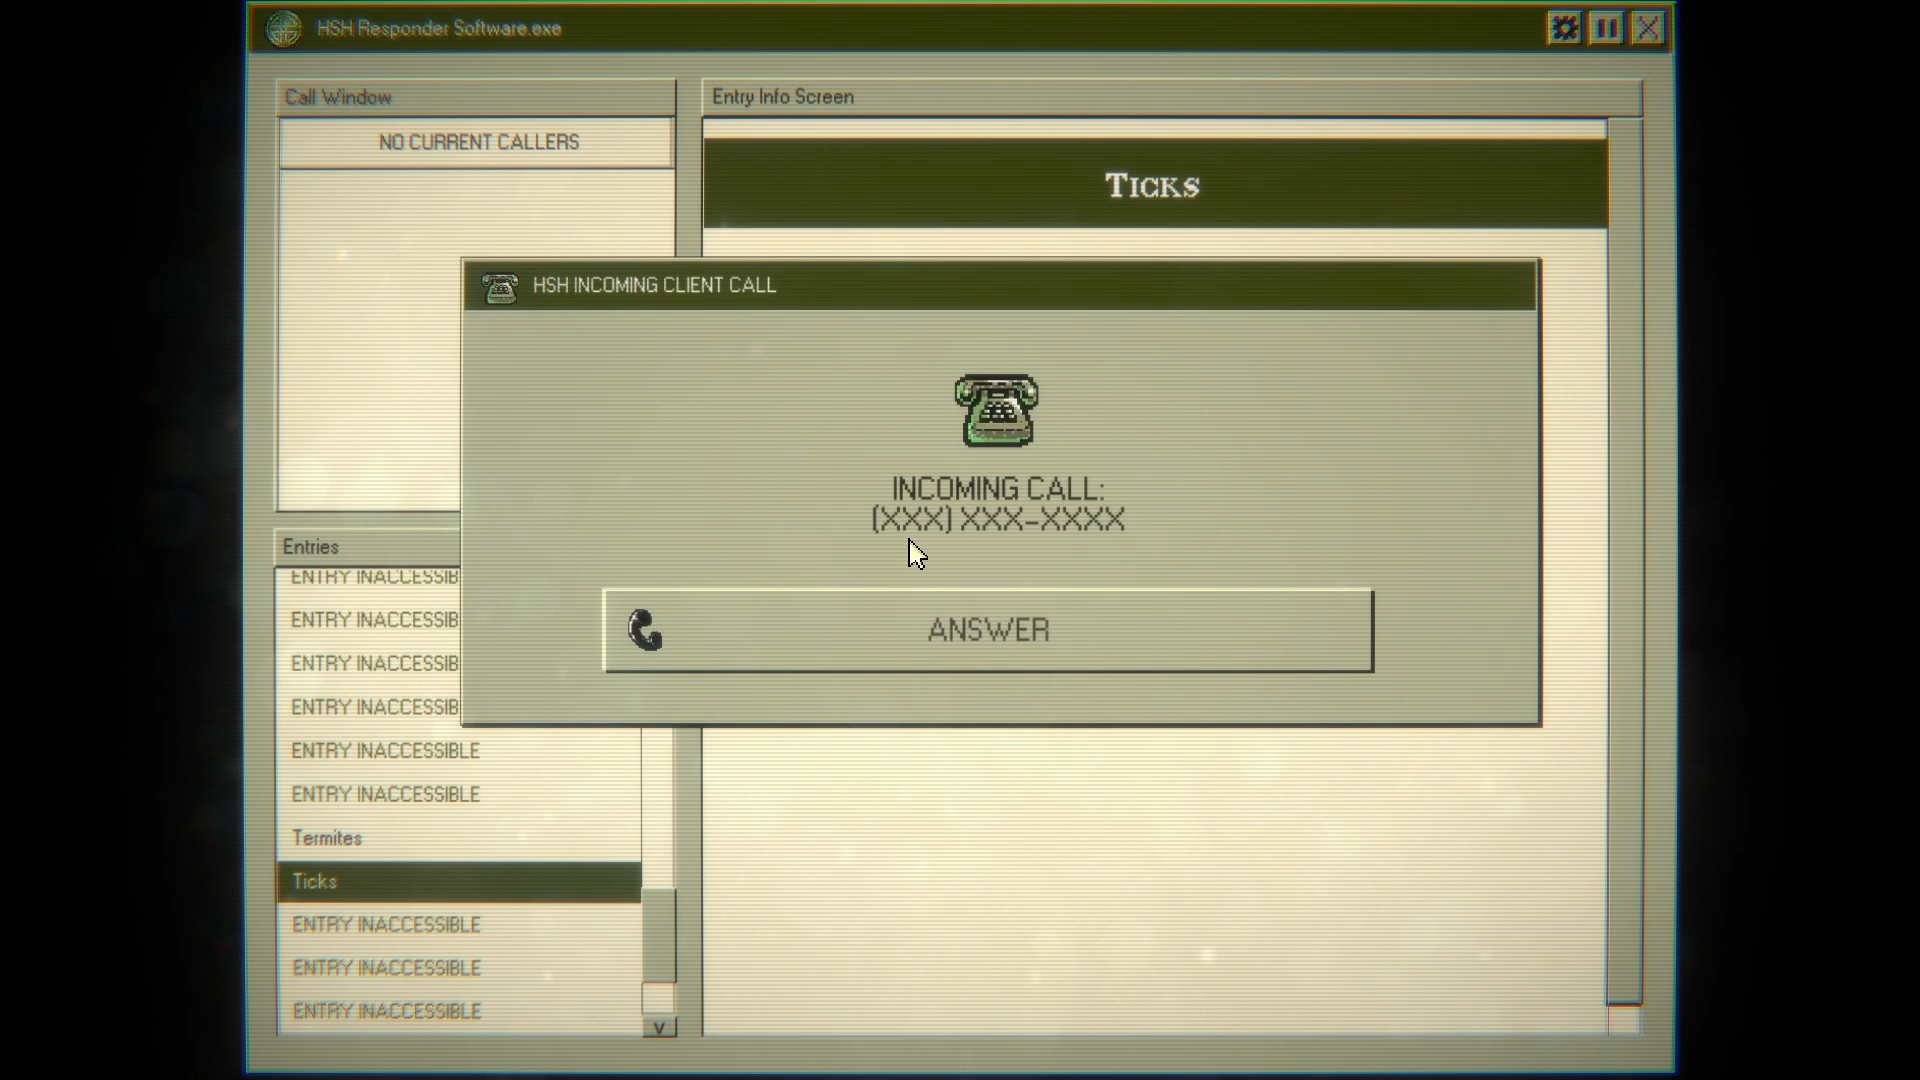 HSH Responder Software.exe
Call Window
NO CURRENT CALLERS
Entry Info Screen
TICKS
HSH INCOMING CLIENT CALL
INCOMING CALL:
(XXX) XXX-XXXX
ANSWER
Entries
ENTRY INACCESSIB
ENTRY INACCESSIB
ENTRY INACCESSIB
ENTRY INACCESSIB
ENTRY INACCESSIBLE
ENTRY INACCESSIBLE
Termites
Ticks
ENTRY INACCESSIBLE
ENTRY INACCESSIBLE
ENTRY INACCESSIBLE
V